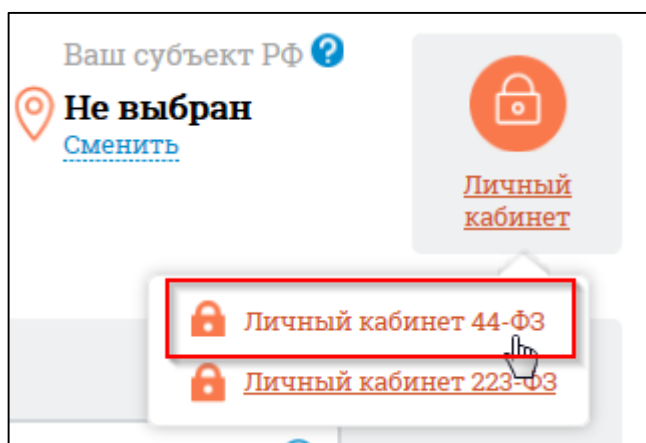 Ваш субъект РФ ?
Не выбран
Сменить
Личный
кабинет
Личный кабинет 44-ФЗ
Личный кабинет 223-ФЗ